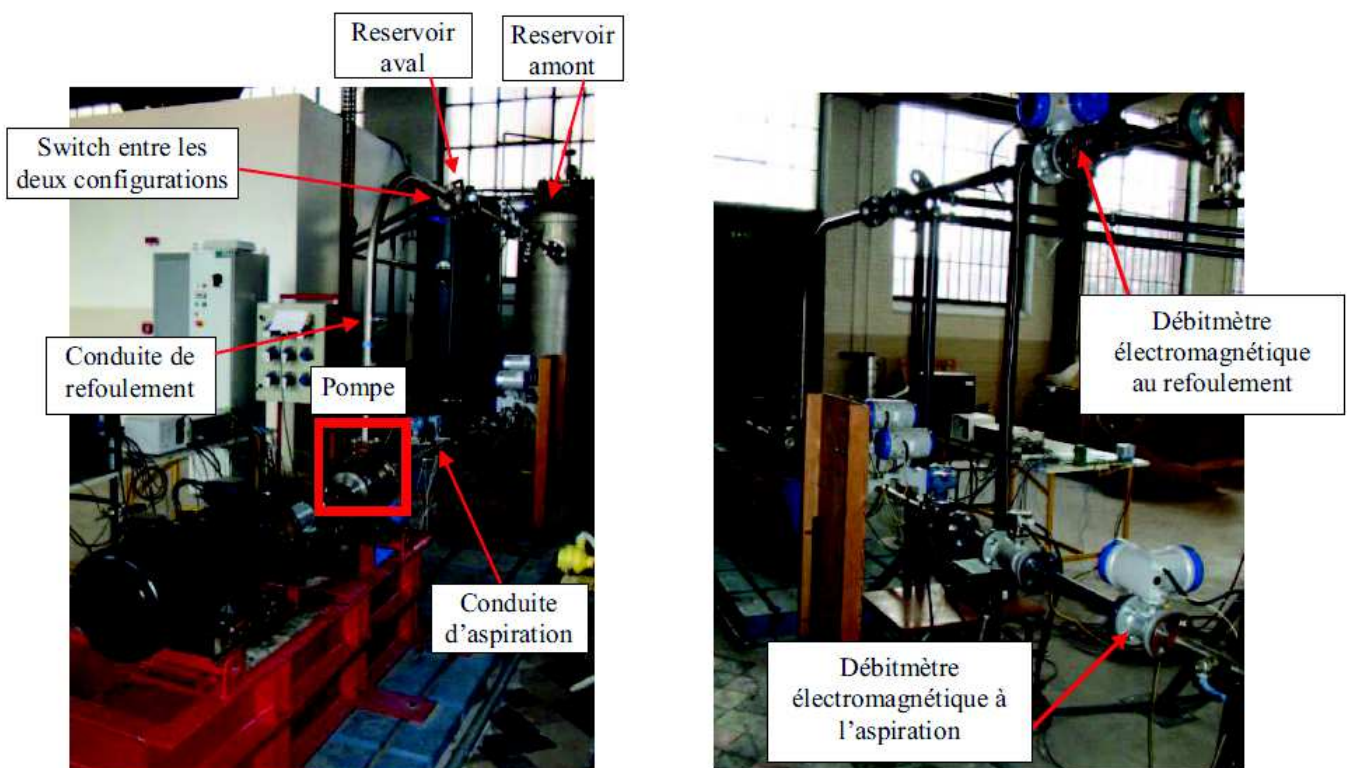 Reservoir
aval
Reservoir
amont
Switch entre les
deux configurations
Conduite de
refoulement
Pompe
Conduite
d'aspiration
Débitmètre
électromagnétique
au refoulement
Débitmètre
électromagnétique à
l'aspiration